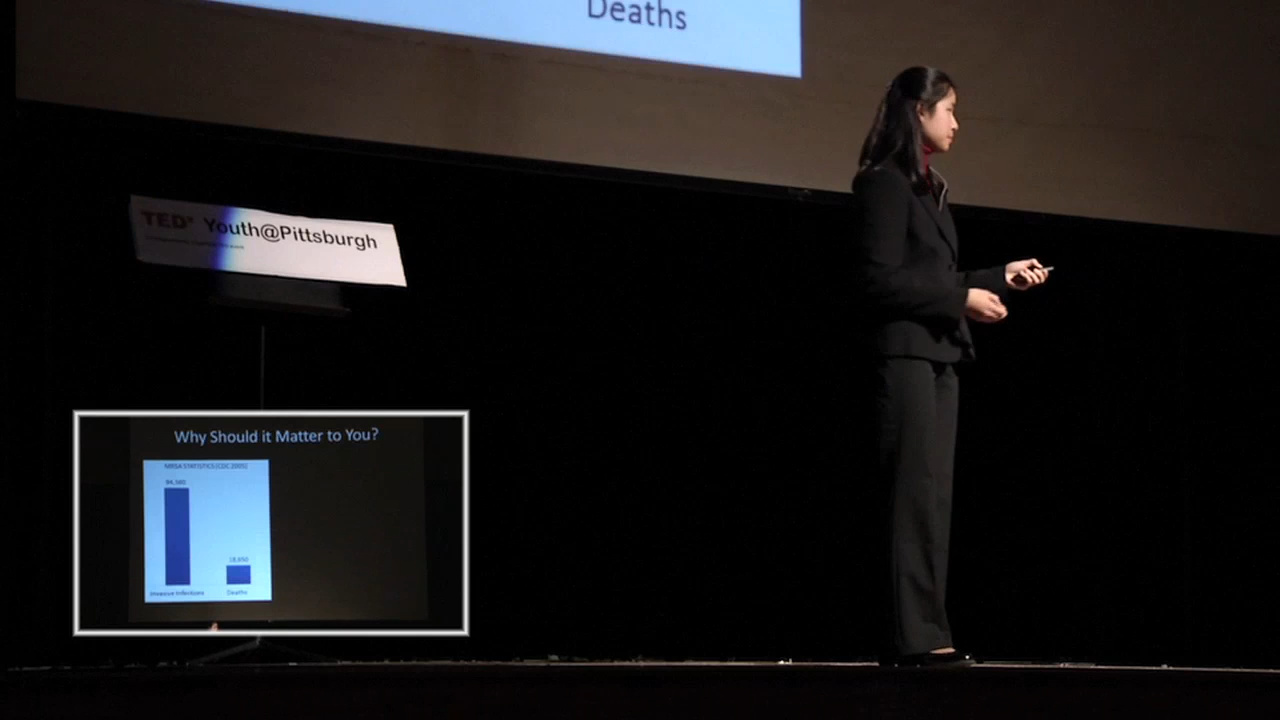 Deaths
TEDx Youth@Pittsburgh
Why Should it Matter to You?
MRSA STATISTICS (CDC 2005)
94,360
18,650
Invasive Infections
Deaths